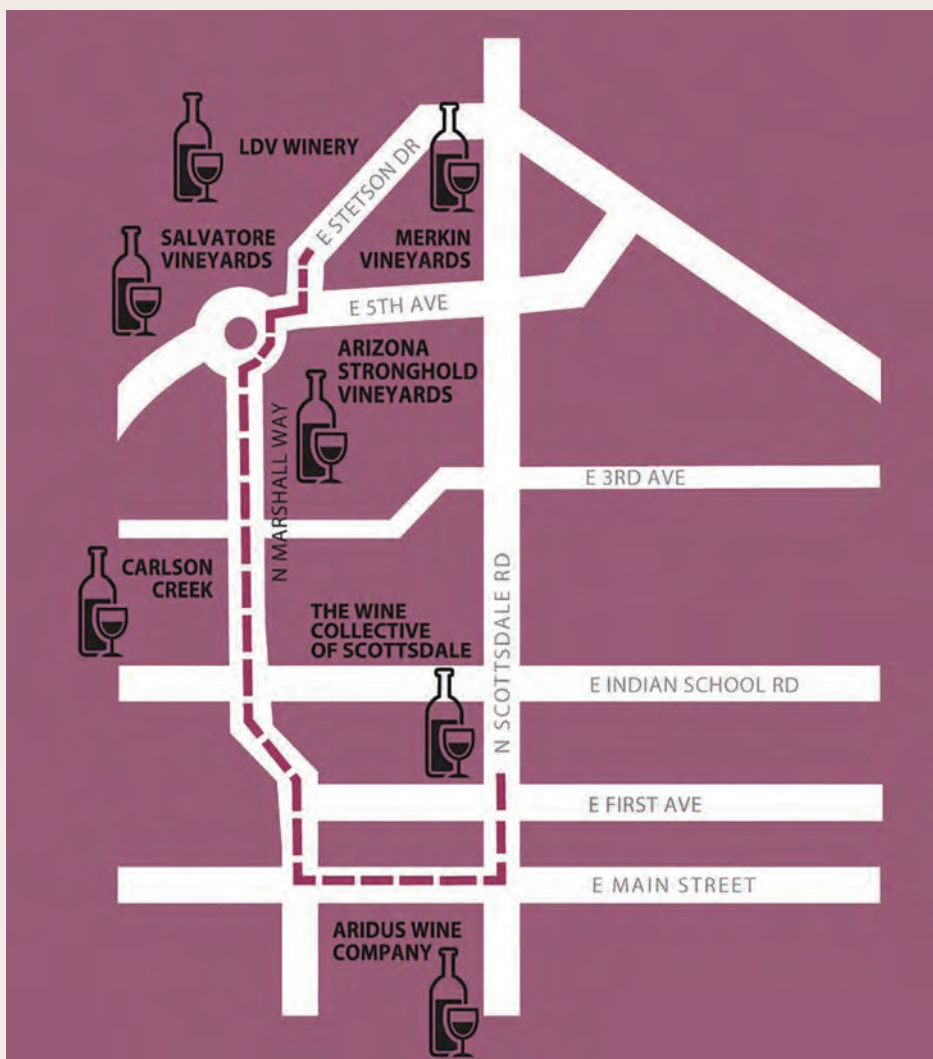 LDV WINERY
E STETSON DR
SALVATORE
VINEYARDS
MERKIN
VINEYARDS
E 5TH AVE
ARIZONA
STRONGHOLD
VINEYARDS
N MARSHALL WAY
E 3RD AVE
CARLSON
CREEK
N SCOTTSDALE RD
THE WINE
COLLECTIVE
OF SCOTTSDALE
E INDIAN SCHOOL RD
E FIRST AVE
E MAIN STREET
ARIDUS WINE
COMPANY